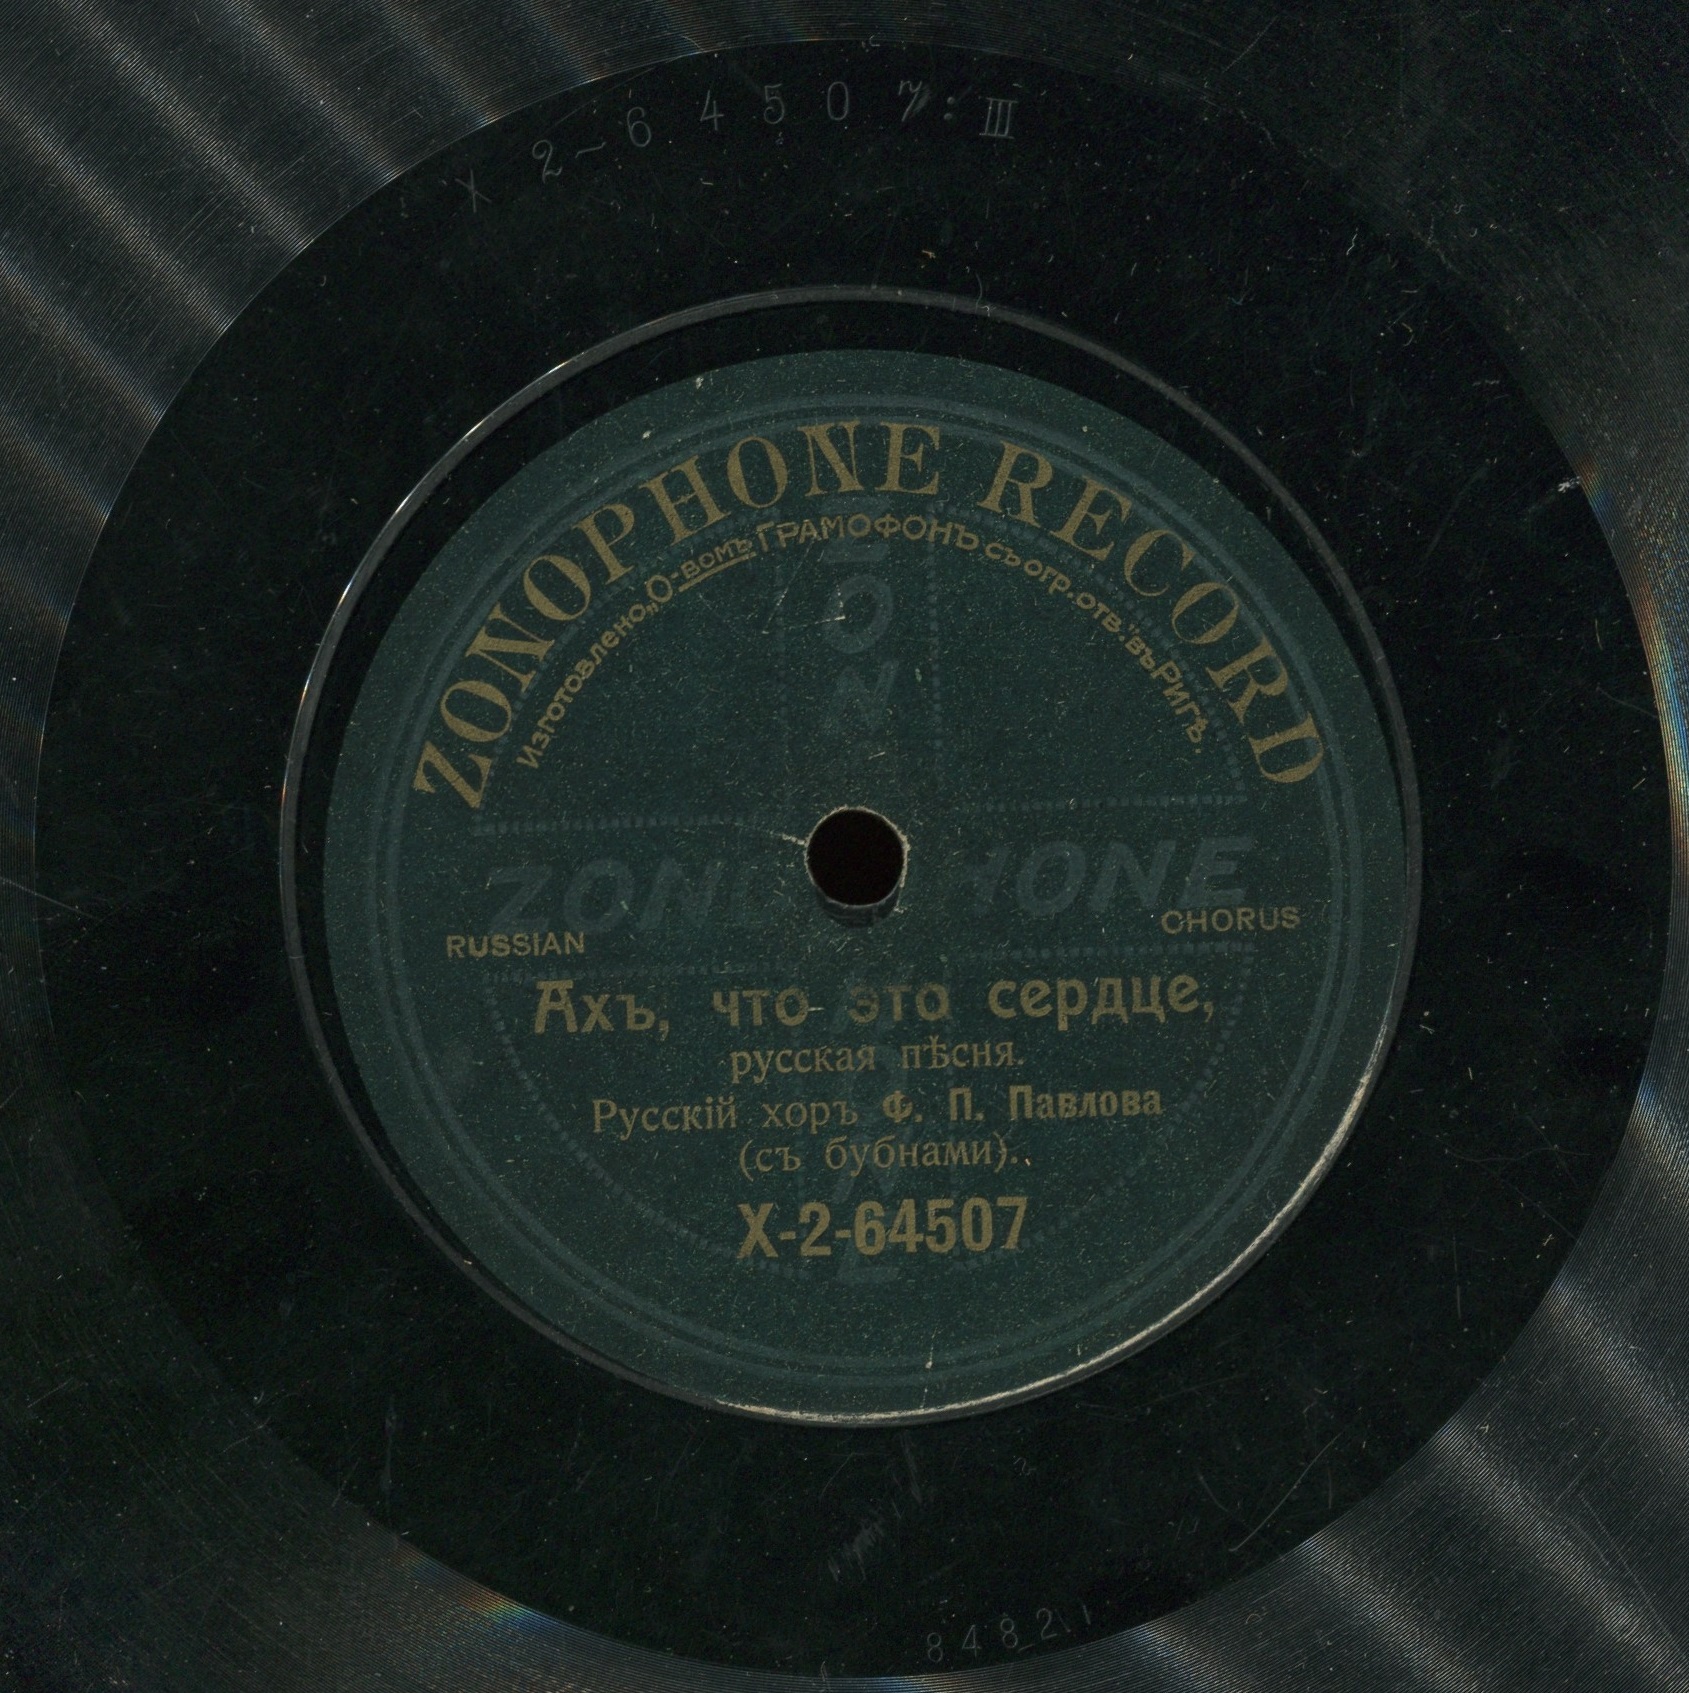 X 2-64507: III
ZONOPHONE RECORD
Изготовлено „О-вомъ ГРАМОФОНЪ съ огр. отв." въ Ригѣ.
ZONOPHONE
RUSSIAN CHORUS
Ахъ, что это сердце,
русская пѣсня.
Русскій хоръ Ф. П. Павлова
(съ бубнами).
X-2-64507